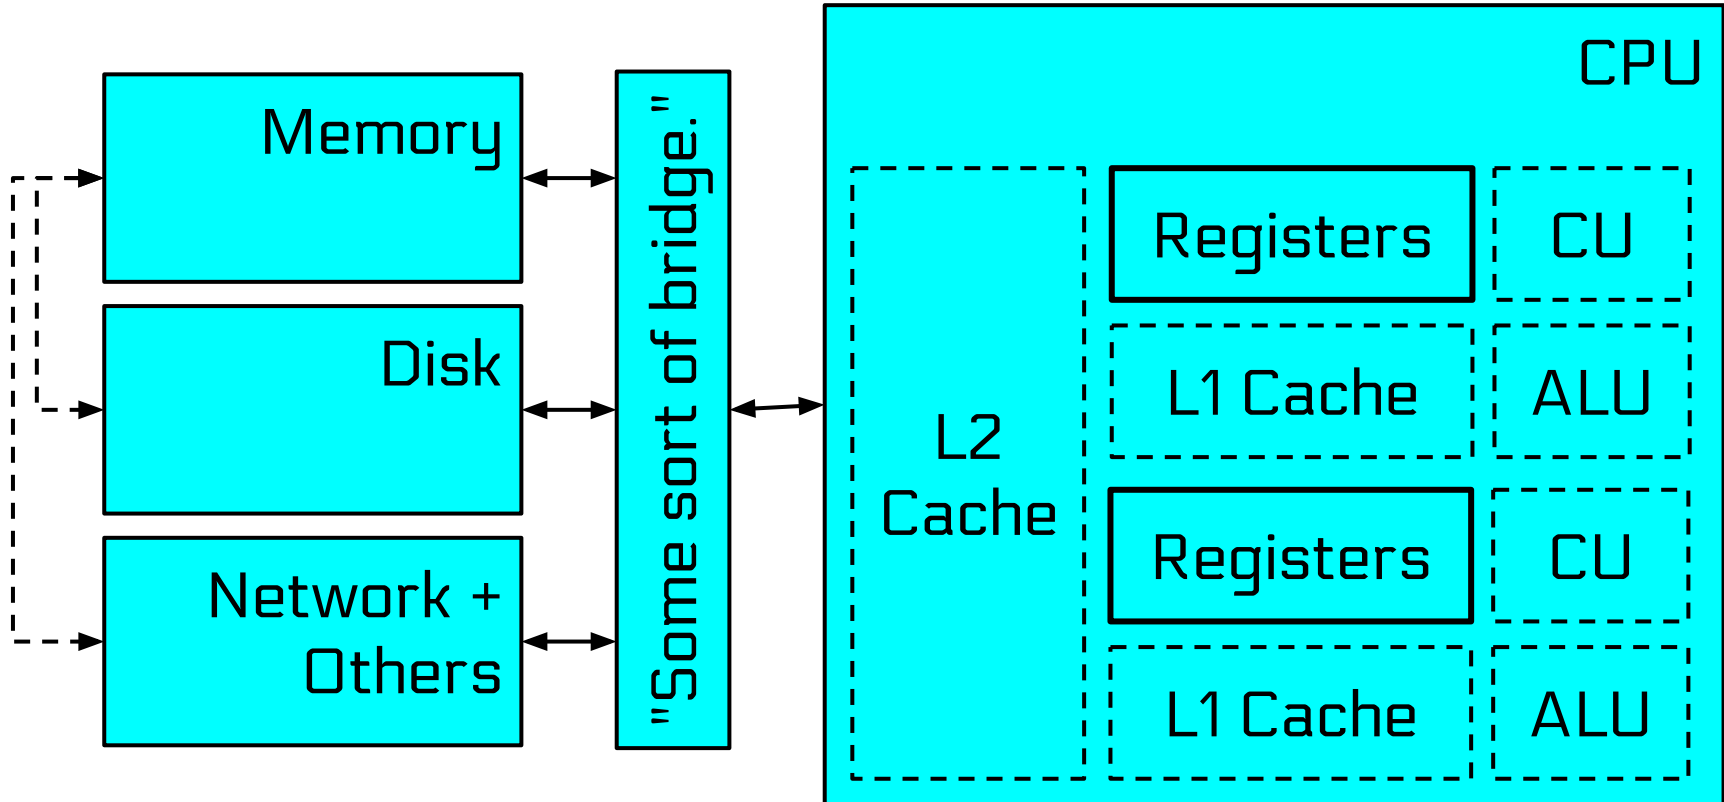 Memory
Disk
Network +
Others
"Some sort of bridge."
CPU
L2
Cache
Registers
CU
L1 Cache
ALU
Registers
CU
L1 Cache
ALU